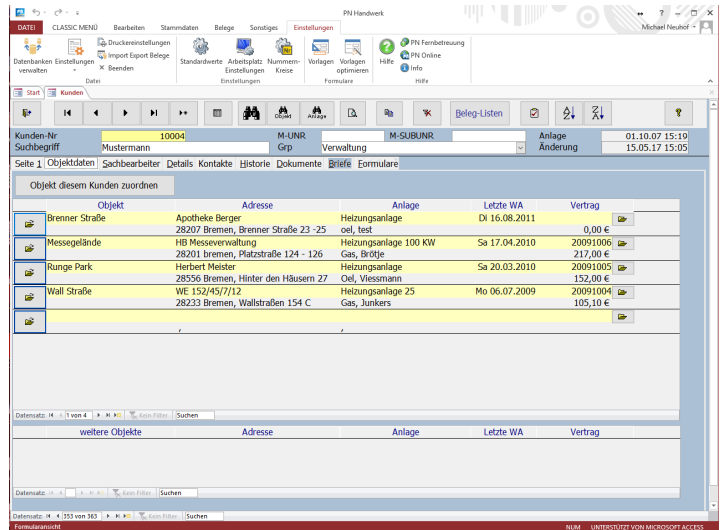 PN Handwerk
DATEI CLASSIC MENÜ Bearbeiten Stammdaten Belege Sonstiges Einstellungen Michael Neuhof
Datenbanken verwalten
Einstellungen
Druckereinstellungen
Import Export Belege
Beenden
Datei
Standardwerte
Arbeitsplatz Einstellungen
Nummern-Kreise
Einstellungen
Vorlagen
Vorlagen optimieren
Formulare
Hilfe
PN Fernbetreuung
PN Online
Info
Hilfe
Start Kunden
Objekt Anlage Beleg-Listen
Kunden-Nr 10004 M-UNR M-SUBUNR Anlage 01.10.07 15:19
Suchbegriff Mustermann Grp Verwaltung Änderung 15.05.17 15:05
Seite 1 Objektdaten Sachbearbeiter Details Kontakte Historie Dokumente Briefe Formulare
Objekt diesem Kunden zuordnen
Objekt Adresse Anlage Letzte WA Vertrag
Brenner Straße Apotheke Berger Heizungsanlage Di 16.08.2011
28207 Bremen, Brenner Straße 23 -25 oel, test 0,00 €
Messegelände HB Messeverwaltung Heizungsanlage 100 KW Sa 17.04.2010 20091006
28201 bremen, Platzstraße 124 - 126 Gas, Brötje 217,00 €
Runge Park Herbert Meister Heizungsanlage Sa 20.03.2010 20091005
28556 Bremen, Hinter den Häusern 27 Oel, Viessmann 152,00 €
Wall Straße WE 152/45/7/12 Heizungsanlage 25 Mo 06.07.2009 20091004
28233 Bremen, Wallstraßen 154 C Gas, Junkers 105,10 €
, ,
Datensatz: 1 von 4 Kein Filter Suchen
weitere Objekte Adresse Anlage Letzte WA Vertrag
Datensatz: Kein Filter Suchen
Datensatz: 353 von 363 Kein Filter Suchen
Formularansicht NUM UNTERSTÜTZT VON MICROSOFT ACCESS